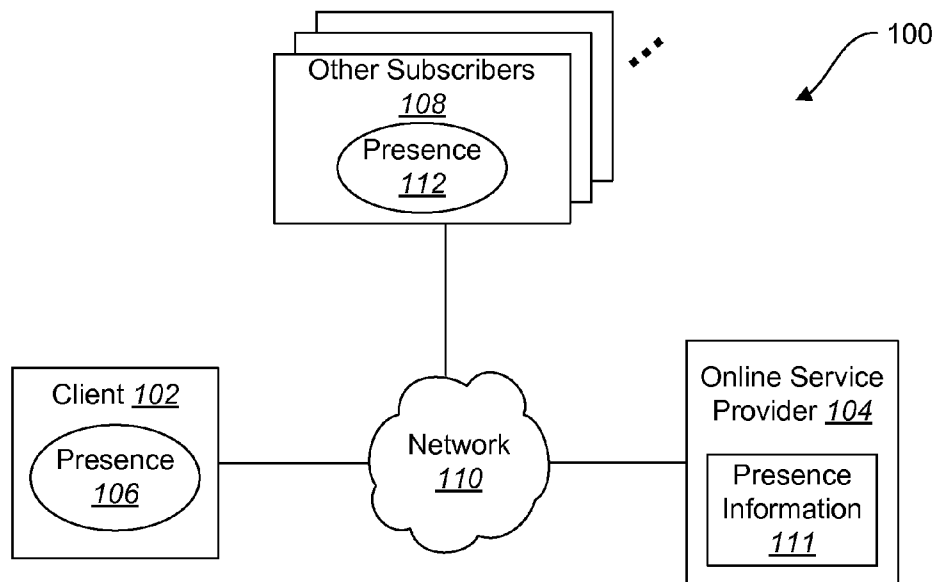 100
Other Subscribers
108
Presence
112
Client 102
Presence
106
Network
110
Online Service
Provider 104
Presence
Information
111